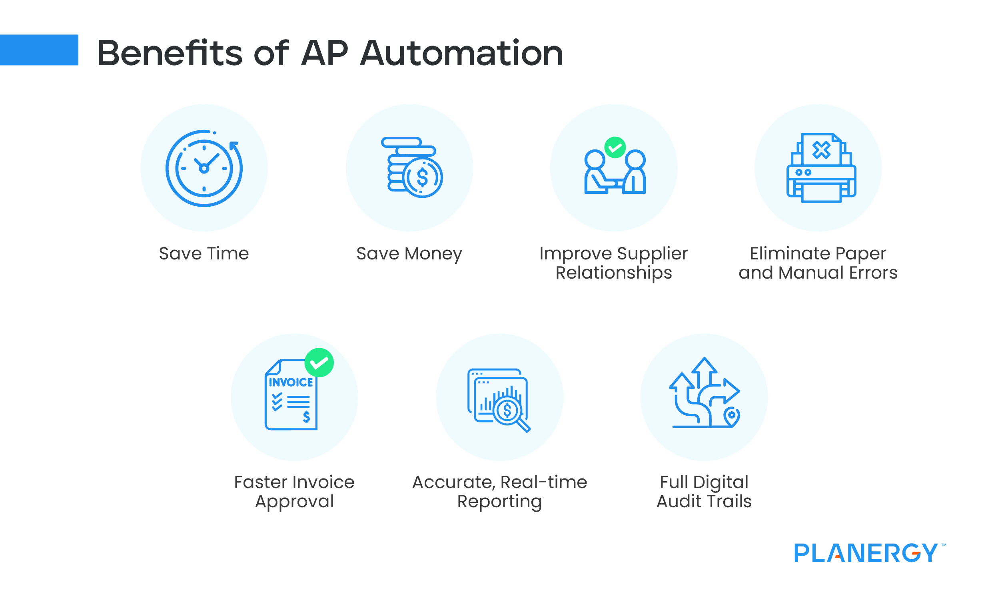 Benefits of AP Automation
Save Time
Save Money
Improve Supplier
Relationships
Eliminate Paper
and Manual Errors
INVOICE
$
$
$
Faster Invoice
Approval
Accurate, Real-time
Reporting
Full Digital
Audit Trails
PLANERGY™